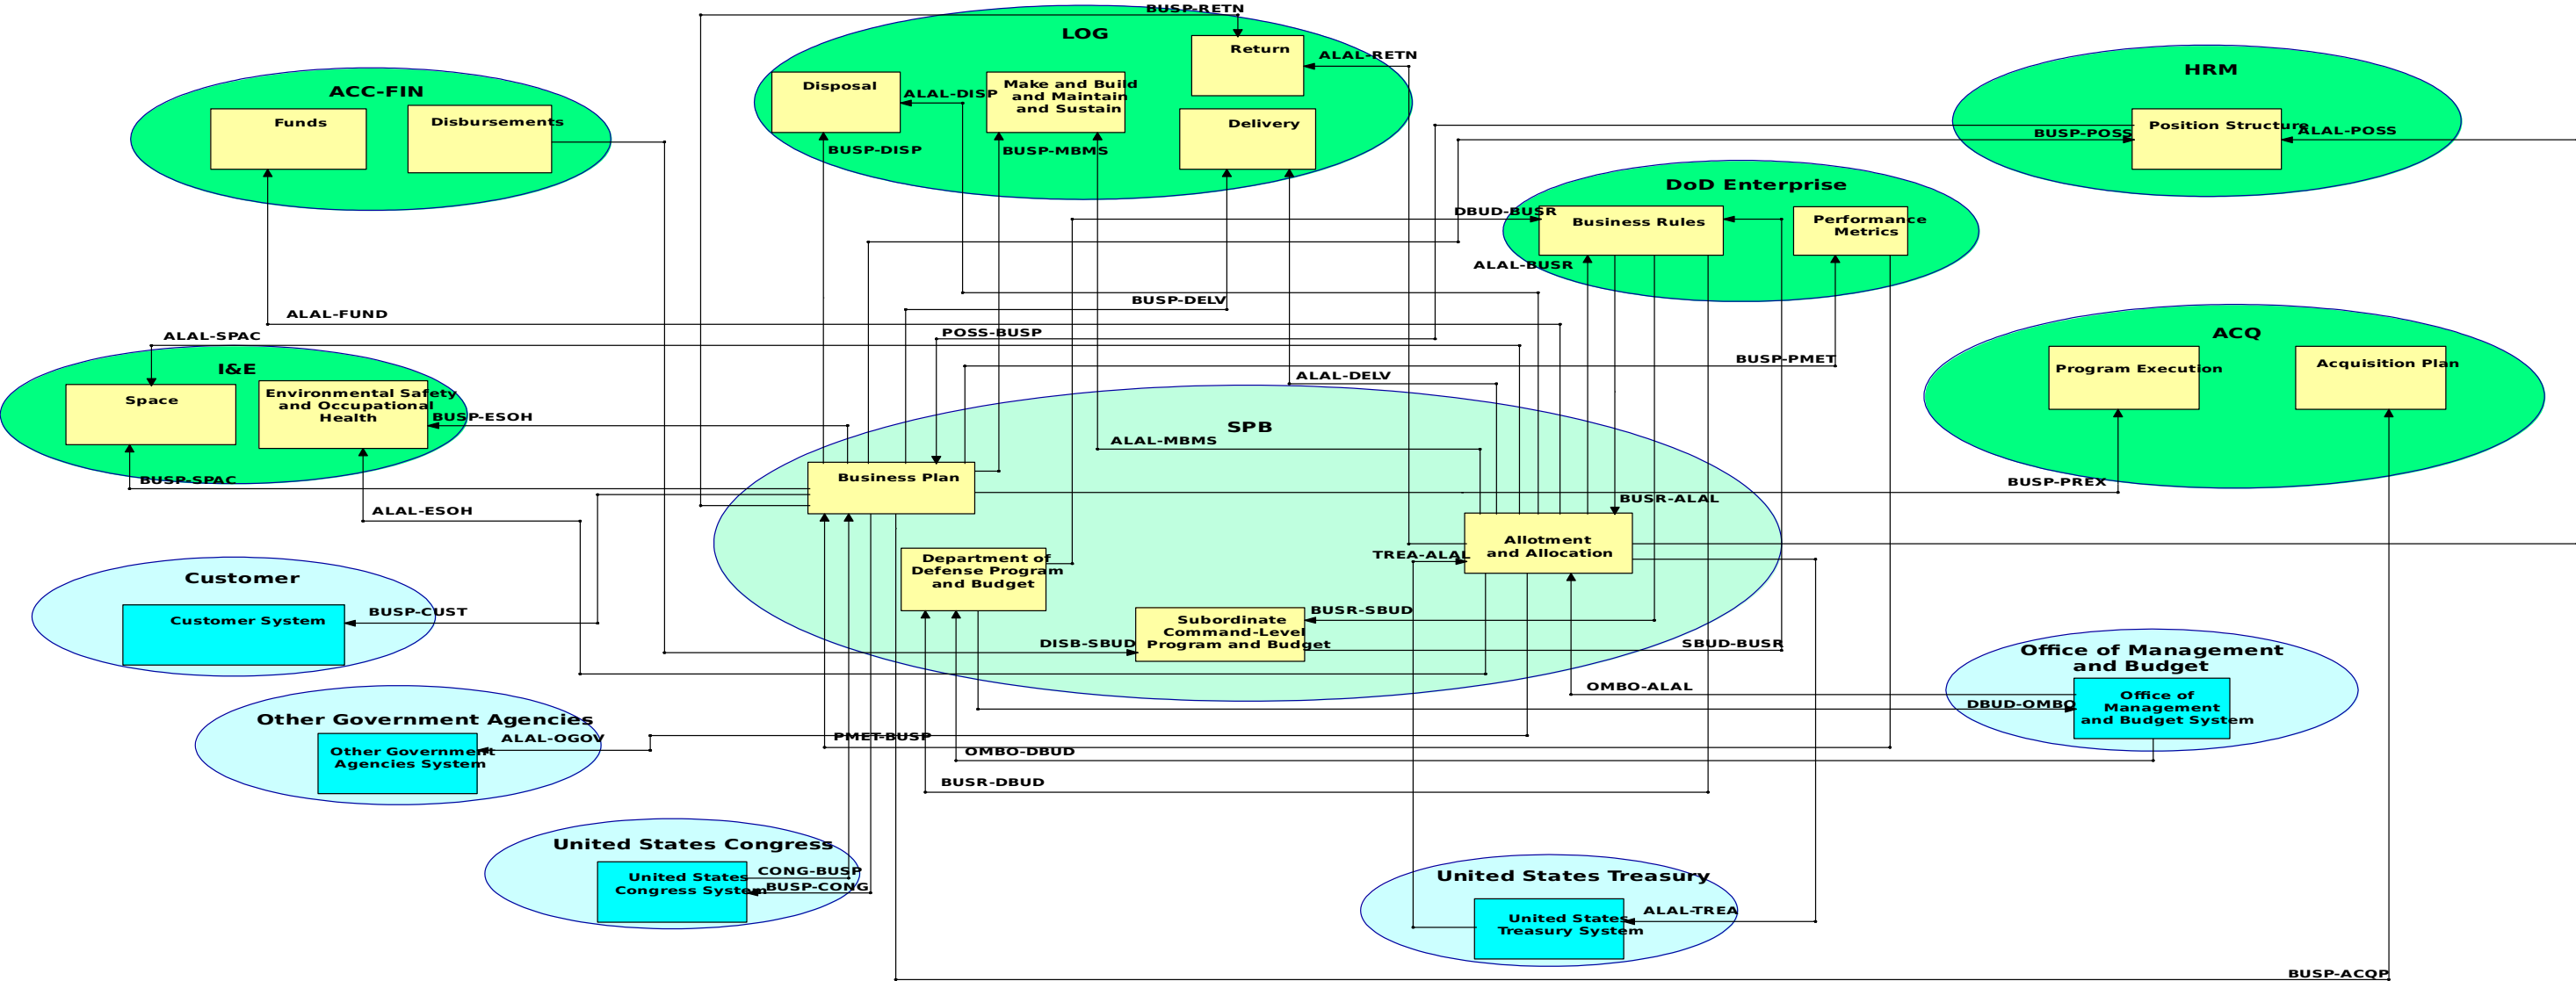 BUSP-RETN
LOG
Return
ALAL-RETN
HRM
ACC-FIN
Disposal
ALAL-DISP
Make and Build
and Maintain
and Sustain
Funds
Disbursements
Delivery
BUSP-POSS
Position Structure
ALAL-POSS
BUSP-DISP
BUSP-MBMS
DoD Enterprise
DBUD-BUSR
Business Rules
Performance
Metrics
ALAL-BUSR
BUSP-DELV
ALAL-FUND
ALAL-SPAC
POSS-BUSP
ACQ
BUSP-PMET
I&E
Program Execution
Acquisition Plan
ALAL-DELV
Space
Environmental Safety
and Occupational
Health
BUSP-ESOH
SPB
ALAL-MBMS
BUSP-SPAC
Business Plan
BUSP-PREX
BUSR-ALAL
ALAL-ESOH
Allotment
and Allocation
TREA-ALAL
Department of
Defense Program
and Budget
Customer
BUSP-CUST
Customer System
BUSR-SBUD
Subordinate
Command-Level
Program and Budget
DISB-SBUD
SBUD-BUSR
Office of Management
and Budget
OMBO-ALAL
Office of
Management
and Budget System
DBUD-OMBO
Other Government Agencies
ALAL-OGOV
Other Government
Agencies System
PMET-BUSP
OMBO-DBUD
BUSR-DBUD
United States Congress
CONG-BUSP
United States
Congress System
BUSP-CONG
United States Treasury
ALAL-TREA
United States
Treasury System
BUSP-ACQP